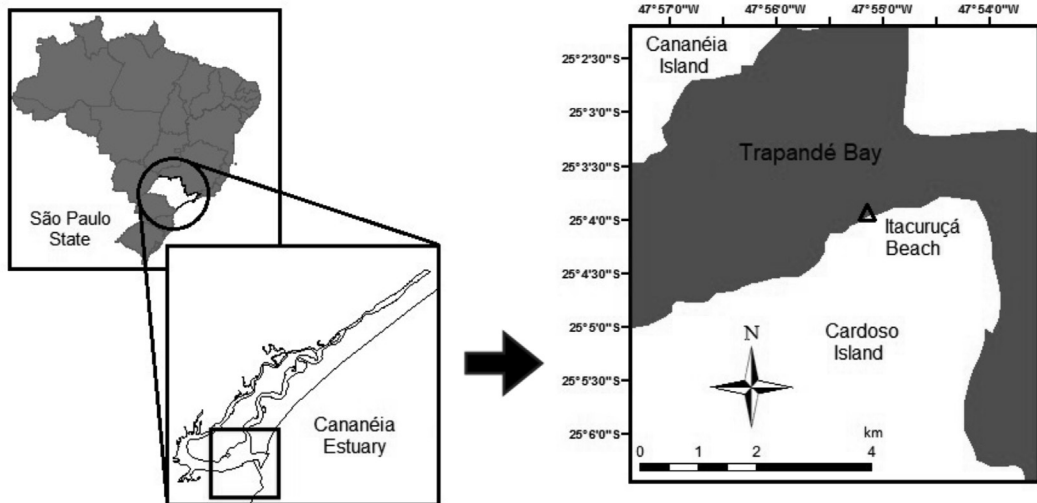 São Paulo
State
Cananéia
Estuary
47°57'0"W 47°56'0"W 47°55'0"W 47°54'0"W
25°2'30"S
25°3'0"S
25°3'30"S
25°4'0"S
25°4'30"S
25°5'0"S
25°5'30"S
25°6'0"S
Cananéia
Island
Trapandé Bay
Itacuruçá
Beach
Cardoso
Island
N
km
0 1 2 4